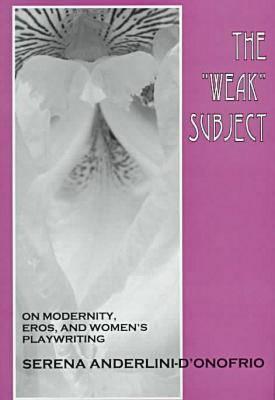 THE
"WEAK"
SUBJECT
ON MODERNITY,
EROS, AND WOMEN'S
PLAYWRITING
SERENA ANDERLINI-D'ONOFRIO